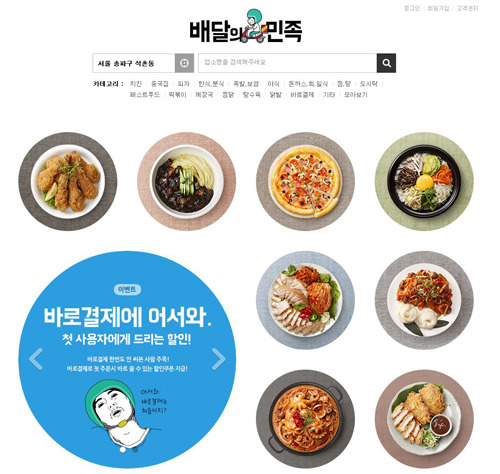 로그인 | 회원가입 | 고객센터
배달의민족
서울 송파구 석촌동
업소명을 검색해주세요
카테고리 : 치킨 | 중국집 | 피자 | 한식,분식 | 족발,보쌈 | 야식 | 돈까스,회,일식 | 찜,탕 | 도시락
패스트푸드 | 떡볶이 | 해장국 | 찜닭 | 탕수육 | 닭발 | 바로결제 | 기타 | 모아보기
이벤트
바로결제에 어서와.
첫 사용자에게 드리는 할인!
바로결제 한번도 안 써본 사람 주목!
바로결제로 첫 주문시 바로 쓸 수 있는 할인쿠폰 지급!
어서와
바로결제는
처음이지?